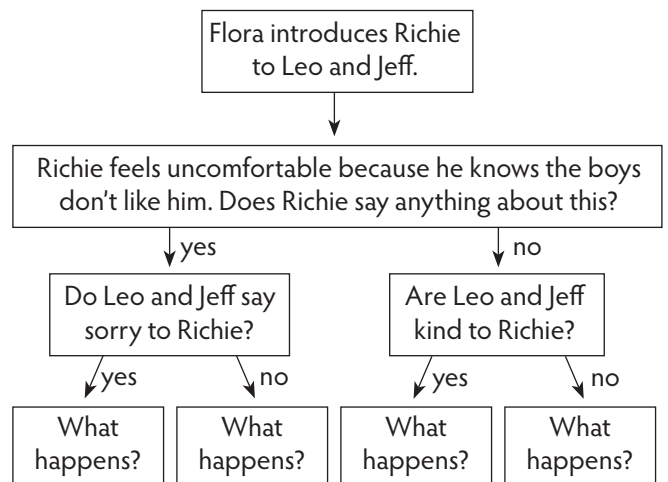 Flora introduces Richie
to Leo and Jeff.
Richie feels uncomfortable because he knows the boys
don't like him. Does Richie say anything about this?
yes
no
Do Leo and Jeff say
sorry to Richie?
Are Leo and Jeff
kind to Richie?
yes
no
yes
no
What
happens?
What
happens?
What
happens?
What
happens?